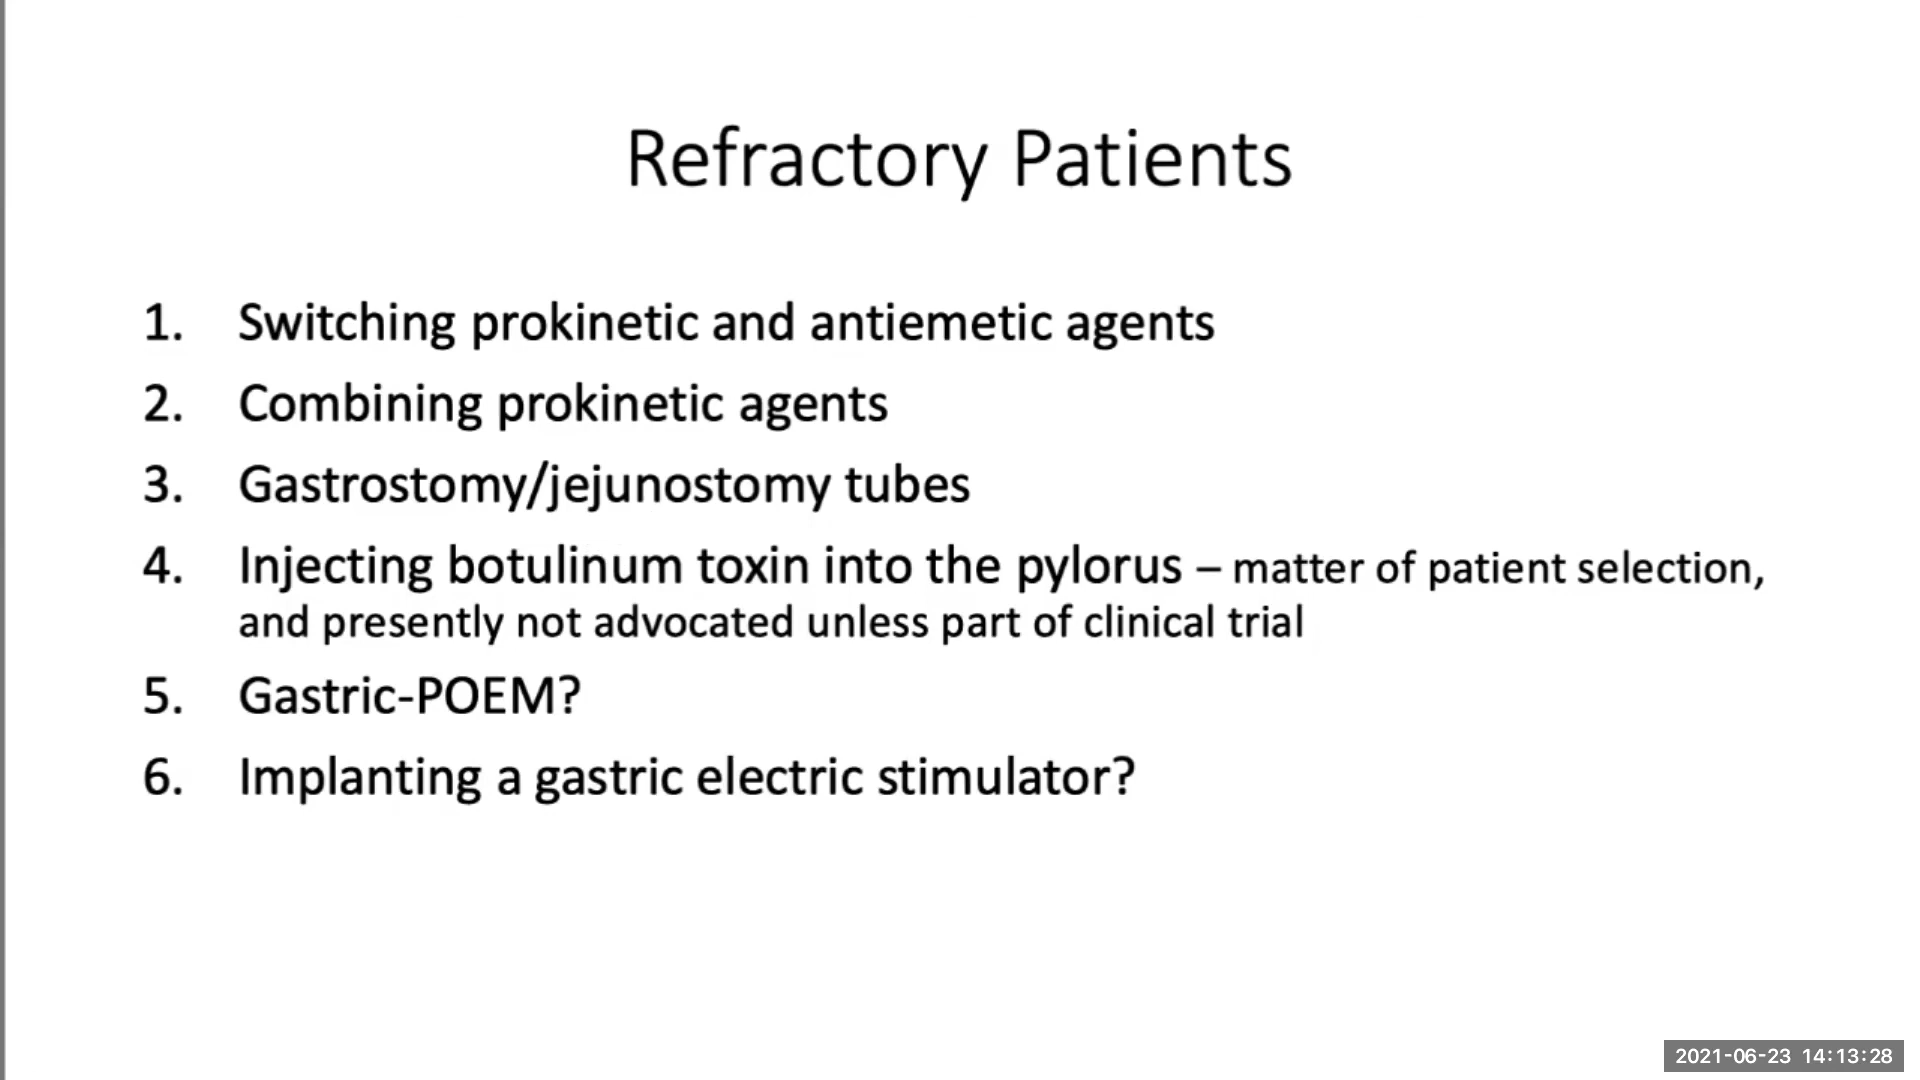 Refractory Patients
1. Switching prokinetic and antiemetic agents
2. Combining prokinetic agents
3. Gastrostomy/jejunostomy tubes
4. Injecting botulinum toxin into the pylorus – matter of patient selection,
and presently not advocated unless part of clinical trial
5. Gastric-POEM?
6. Implanting a gastric electric stimulator?
2021-06-23 14:13:28